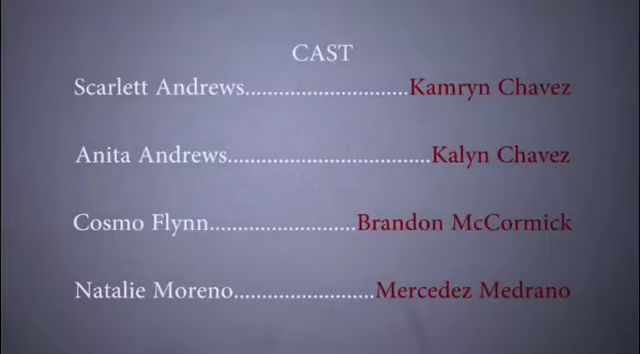 CAST
Scarlett Andrews............................Kamryn Chavez
Anita Andrews...................................Kalyn Chavez
Cosmo Flynn.........................Brandon McCormick
Natalie Moreno........................Mercedez Medrano